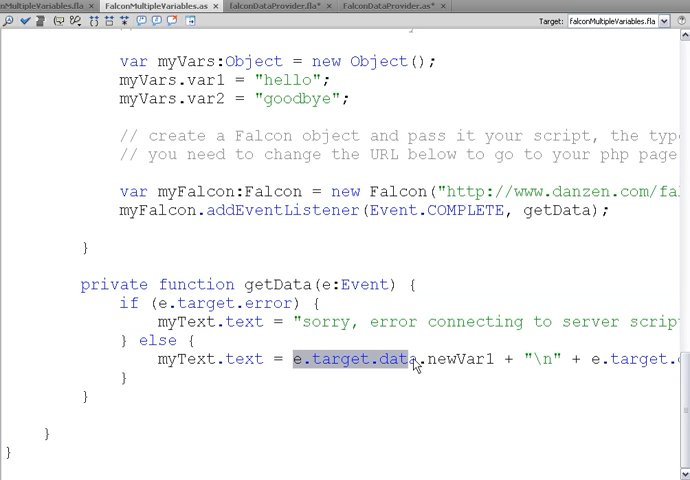 nMultipleVariables.fla × FalconMultipleVariables.as × falconDataProvider.fla* × FalconDataProvider.as* ×
Target: falconMultipleVariables.fla
var myVars:Object = new Object();
myVars.var1 = "hello";
myVars.var2 = "goodbye";
// create a Falcon object and pass it your script, the type
// you need to change the URL below to go to your php page
var myFalcon:Falcon = new Falcon("http://www.danzen.com/fal
myFalcon.addEventListener(Event.COMPLETE, getData);
}
private function getData(e:Event) {
if (e.target.error) {
myText.text = "sorry, error connecting to server script
} else {
myText.text = e.target.data.newVar1 + "\n" + e.target.d
}
}
}
}